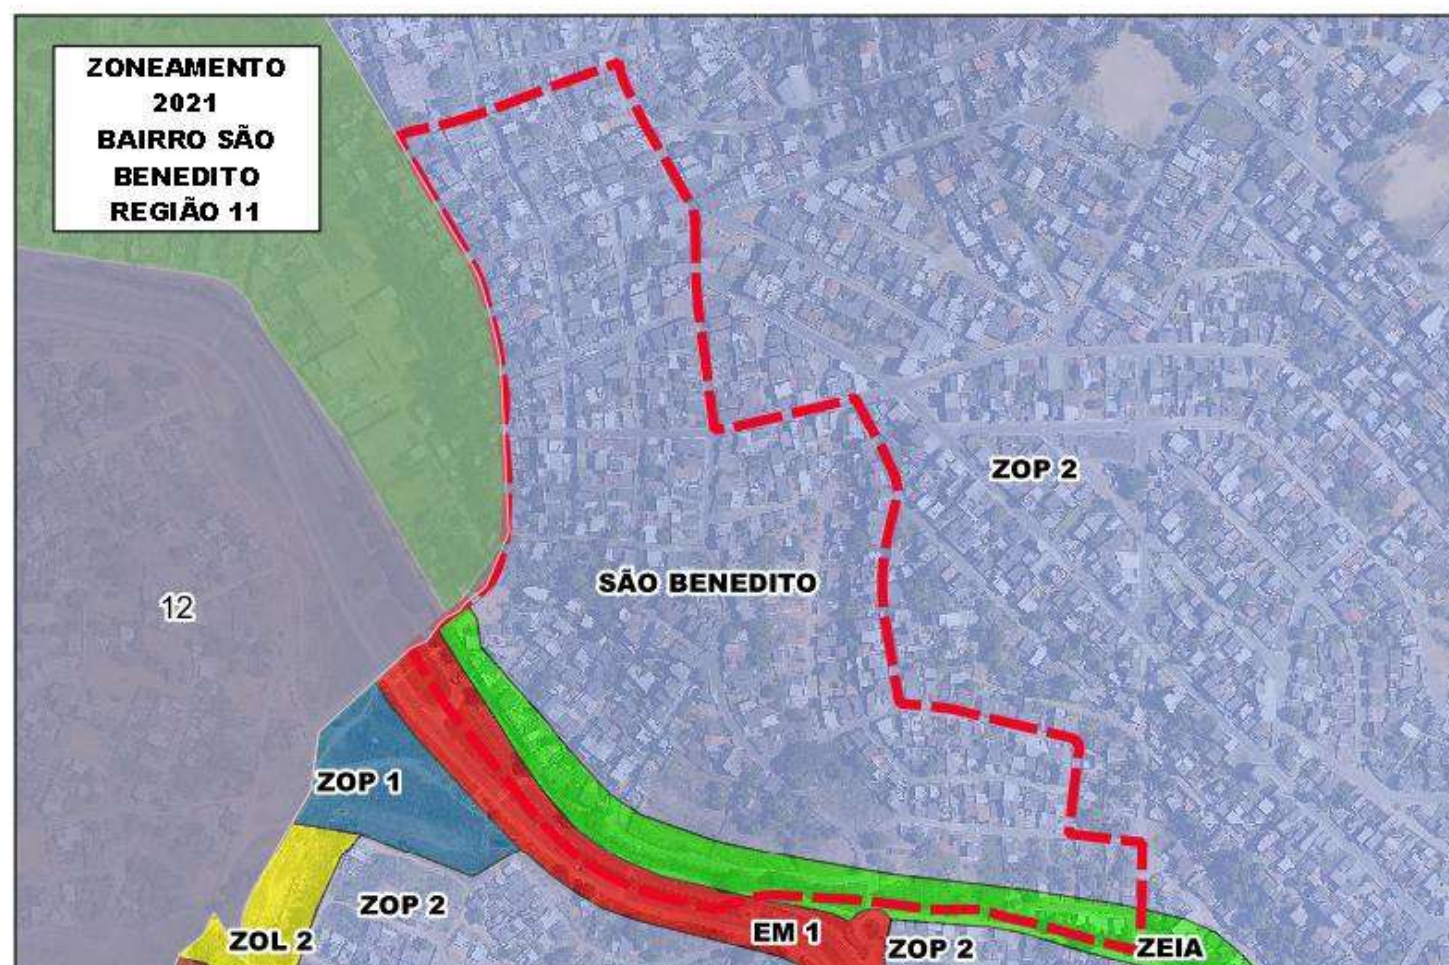 ZONEAMENTO
2021
BAIRRO SÃO
BENEDITO
REGIÃO 11
ZOP 2
SÃO BENEDITO
12
ZOP 1
ZOP 2
EM 1
ZOL 2
ZOP 2
ZEIA